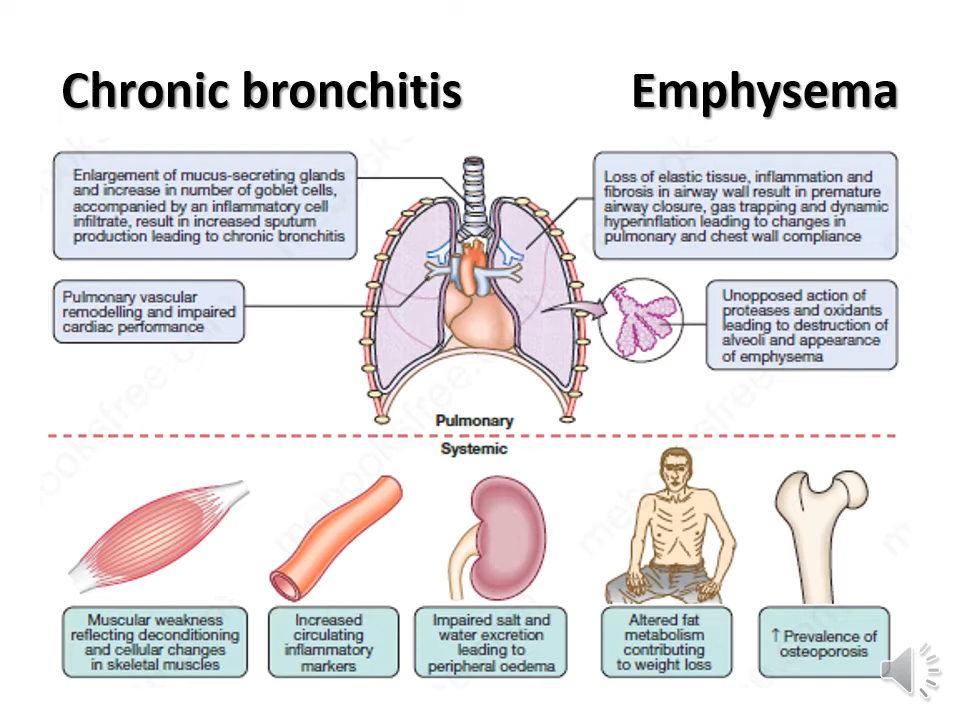 Chronic bronchitis
Emphysema
Enlargement of mucus-secreting glands
and increase in number of goblet cells,
accompanied by an inflammatory cell
infiltrate, result in increased sputum
production leading to chronic bronchitis
Loss of elastic tissue, inflammation and
fibrosis in airway wall result in premature
airway closure, gas trapping and dynamic
hyperinflation leading to changes in
pulmonary and chest wall compliance
Pulmonary vascular
remodelling and impaired
cardiac performance
Unopposed action of
proteases and oxidants
leading to destruction of
alveoli and appearance
of emphysema
Pulmonary
Systemic
Muscular weakness
reflecting deconditioning
and cellular changes
in skeletal muscles
Increased
circulating
inflammatory
markers
Impaired salt and
water excretion
leading to
peripheral oedema
Altered fat
metabolism
contributing
to weight loss
↑ Prevalence of
osteoporosis